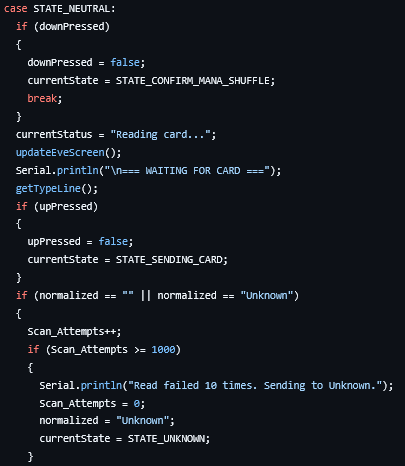 case STATE_NEUTRAL:
if (downPressed)
{
downPressed = false;
currentState = STATE_CONFIRM_MANA_SHUFFLE;
break;
}
currentStatus = "Reading card...";
updateEveScreen();
Serial.println("\n=== WAITING FOR CARD ===");
getTypeLine();
if (upPressed)
{
upPressed = false;
currentState = STATE_SENDING_CARD;
}
if (normalized == "" || normalized == "Unknown")
{
Scan_Attempts++;
if (Scan_Attempts >= 1000)
{
Serial.println("Read failed 10 times. Sending to Unknown.");
Scan_Attempts = 0;
normalized = "Unknown";
currentState = STATE_UNKNOWN;
}